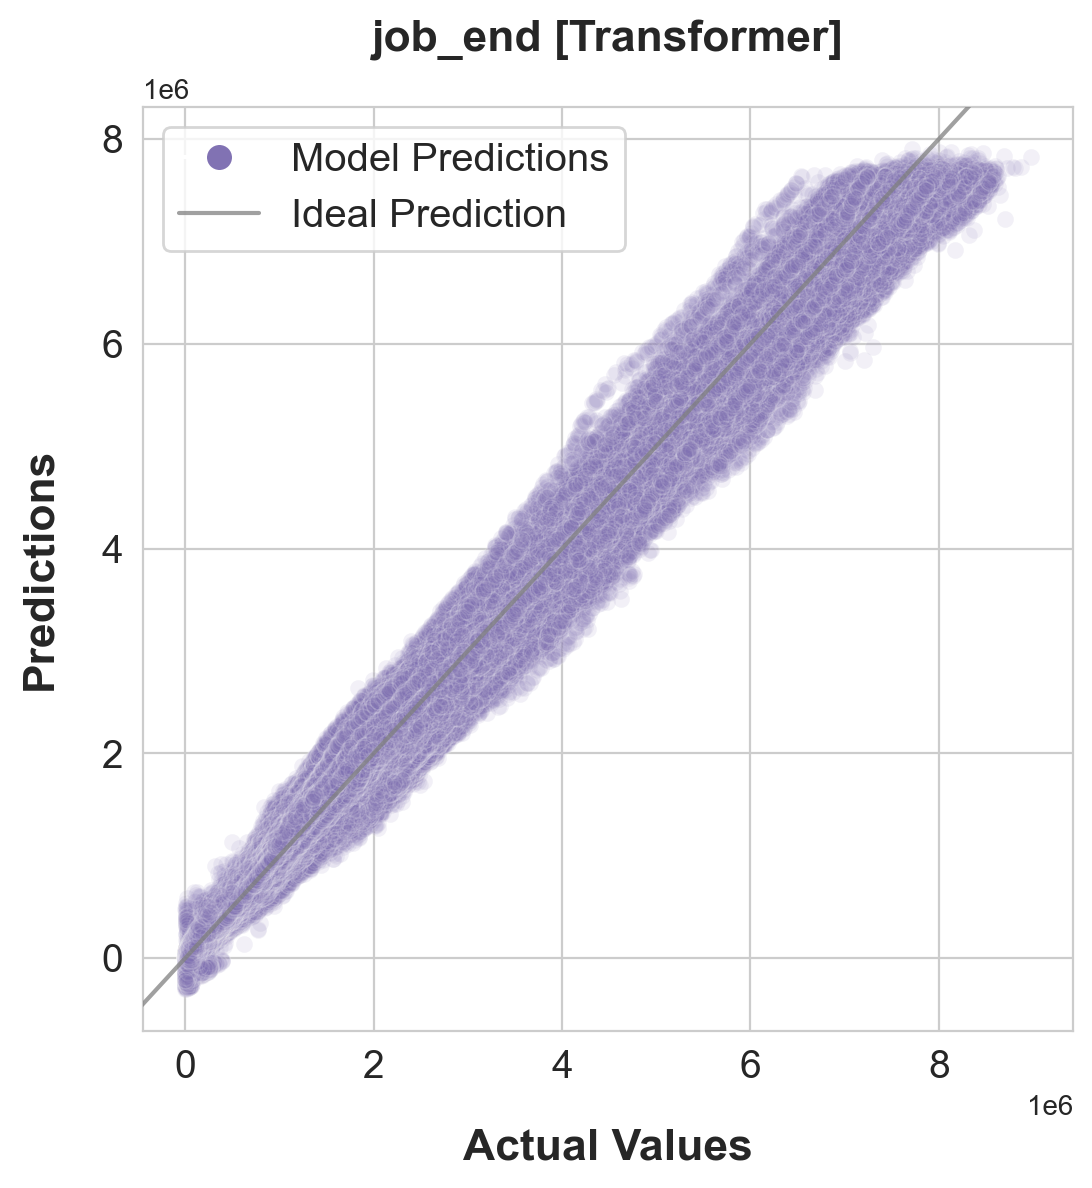 job_end [Transformer]
1e6
Model Predictions
Ideal Prediction
8
6
4
2
0
Predictions
0 2 4 6 8
1e6
Actual Values